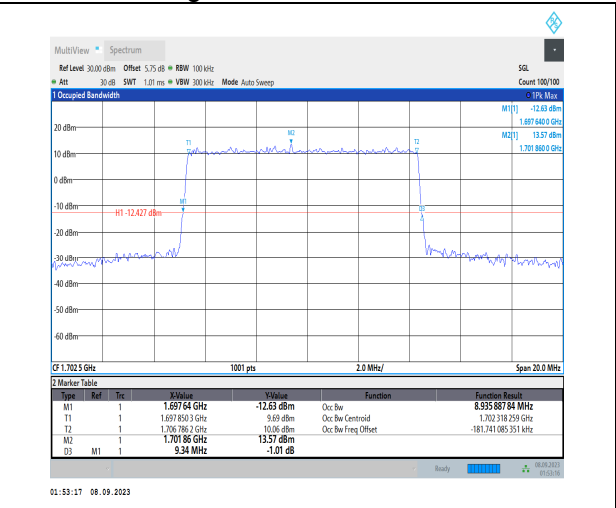 MultiView Spectrum
Ref Level 30.00 dBm Offset 5.75 dB RBW 100 kHz SGL
Att 30 dB SWT 1.01 ms VBW 300 kHz Mode Auto Sweep Count 100/100
1 Occupied Bandwidth 1Pk Max
M1[1] -12.63 dBm
1.697 640 0 GHz
M2[1] 13.57 dBm
1.701 860 0 GHz
20 dBm
M2
T1
T2
10 dBm
0 dBm
M1
-10 dBm
D3
H1 -12.427 dBm
-20 dBm
-30 dBm
-40 dBm
-50 dBm
-60 dBm
CF 1.702 5 GHz 1001 pts 2.0 MHz/ Span 20.0 MHz
2 Marker Table
Type Ref Trc X-Value Y-Value Function Function Result
M1 1 1.697 64 GHz -12.63 dBm Occ Bw 8.935 887 84 MHz
T1 1 1.697 850 3 GHz 9.69 dBm Occ Bw Centroid 1.702 318 259 GHz
T2 1 1.706 786 2 GHz 10.06 dBm Occ Bw Freq Offset -181.741 085 351 kHz
M2 1 1.701 86 GHz 13.57 dBm
D3 M1 1 9.34 MHz -1.01 dB
Ready 08.09.2023
01:53:16
01:53:17 08.09.2023